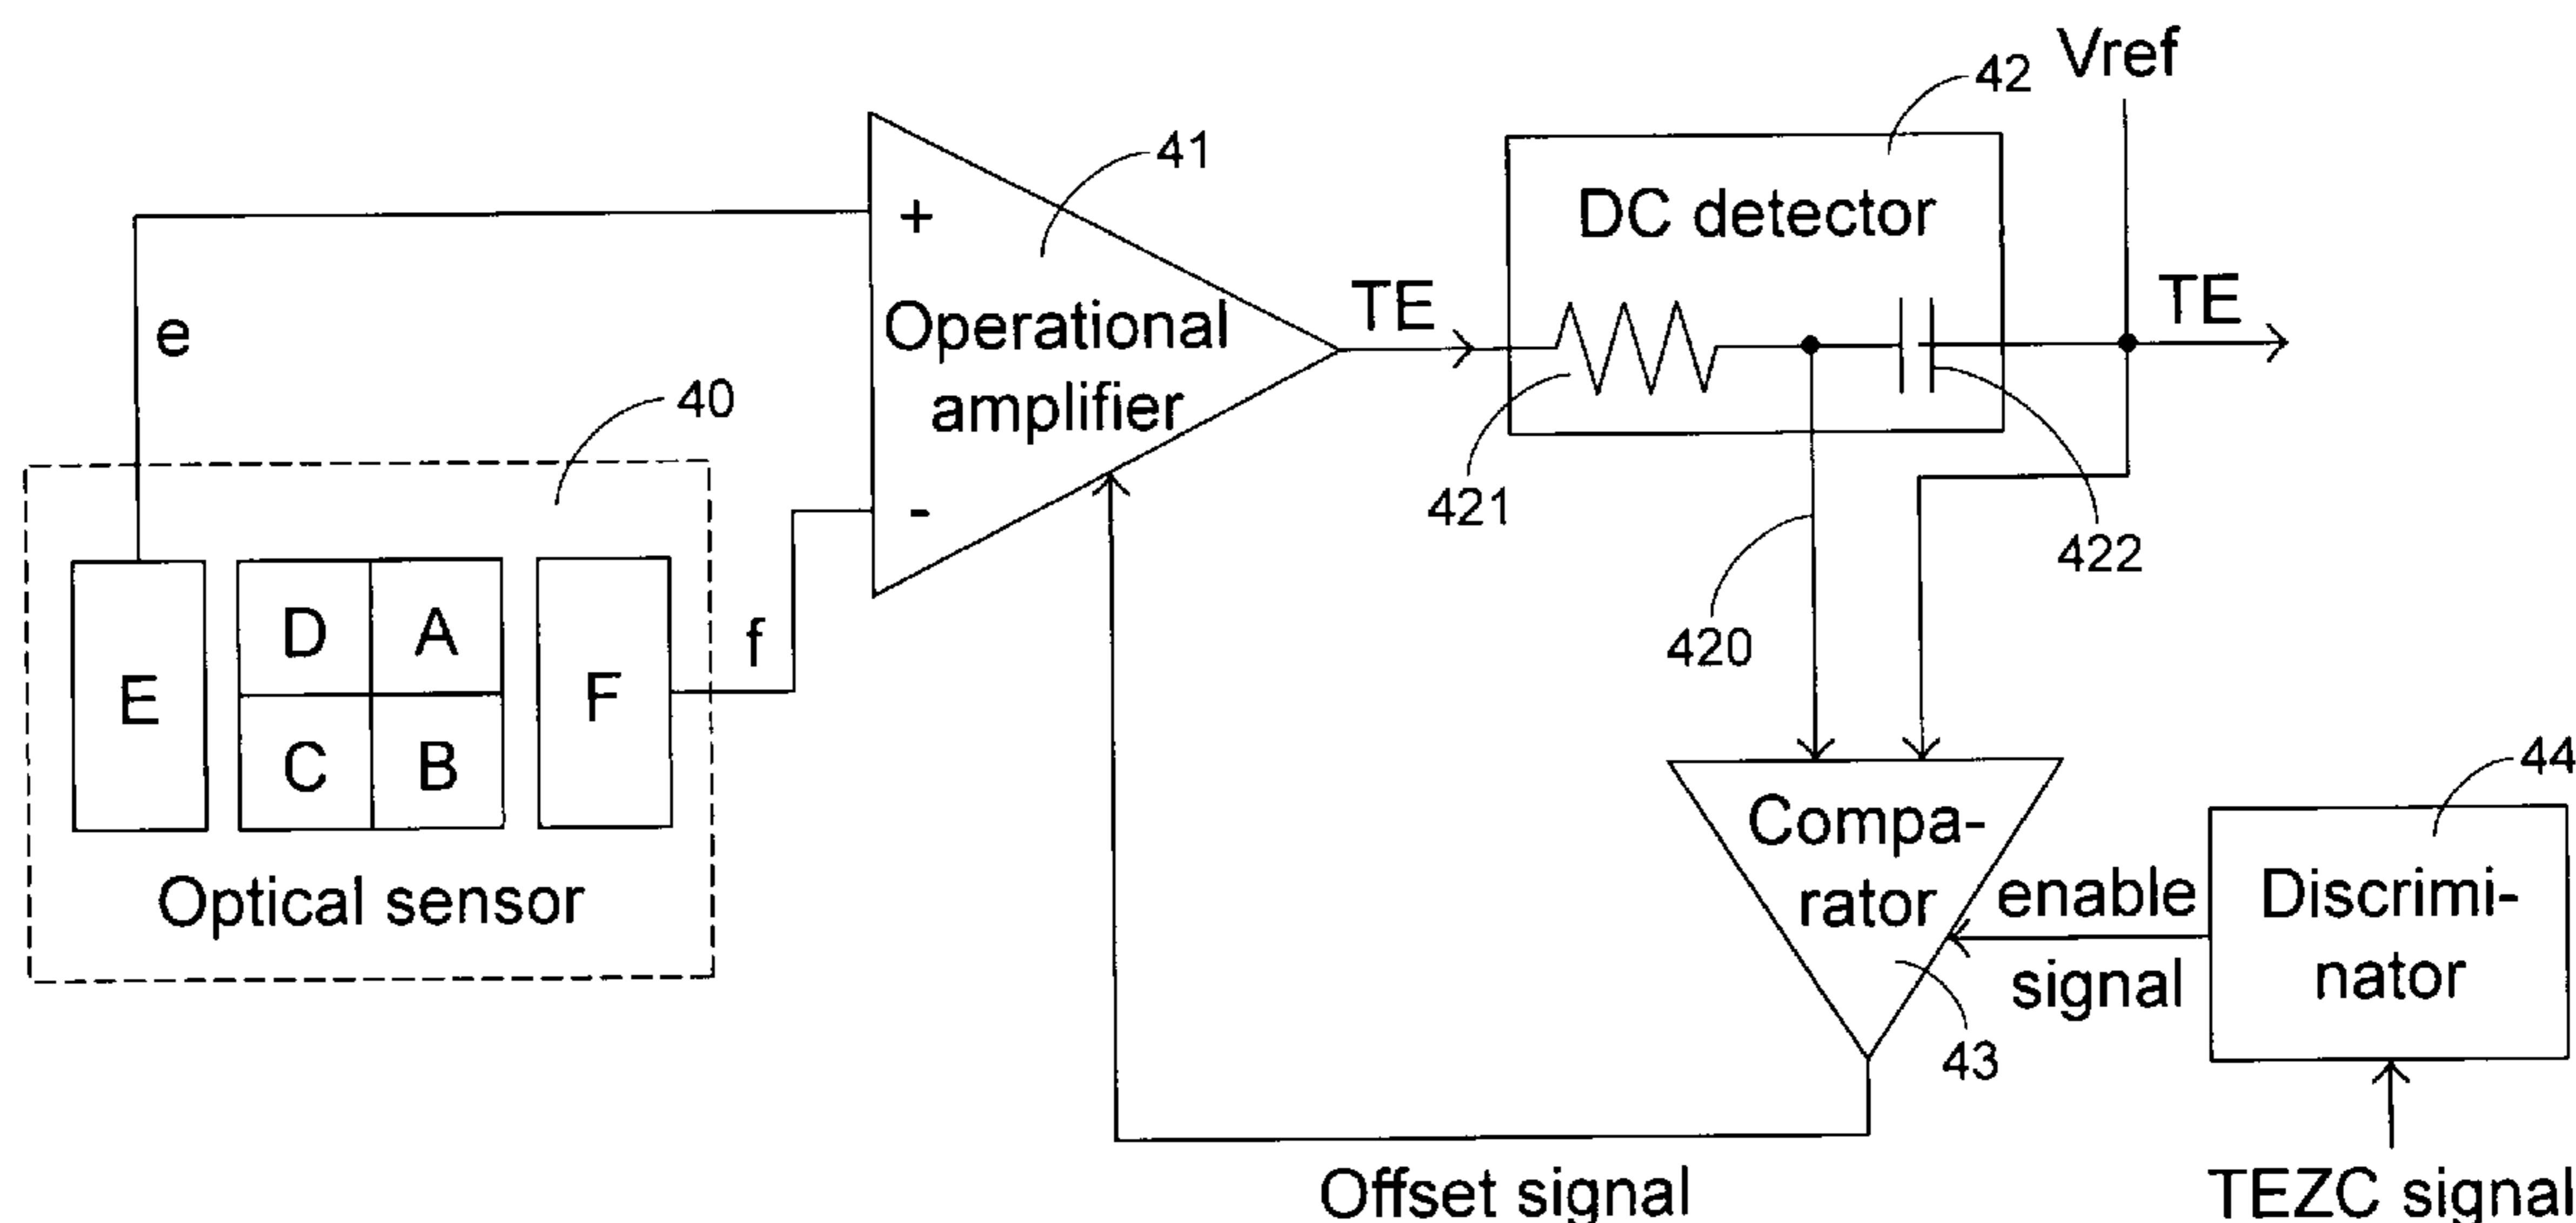 42
Vref
41
+
DC detector
TE
TE
e
Operational
amplifier
40
-
421
422
420
f
E
D
A
C
B
F
Optical sensor
Compa-
rator
44
enable
signal
Discrimi-
nator
43
Offset signal
TEZC signal